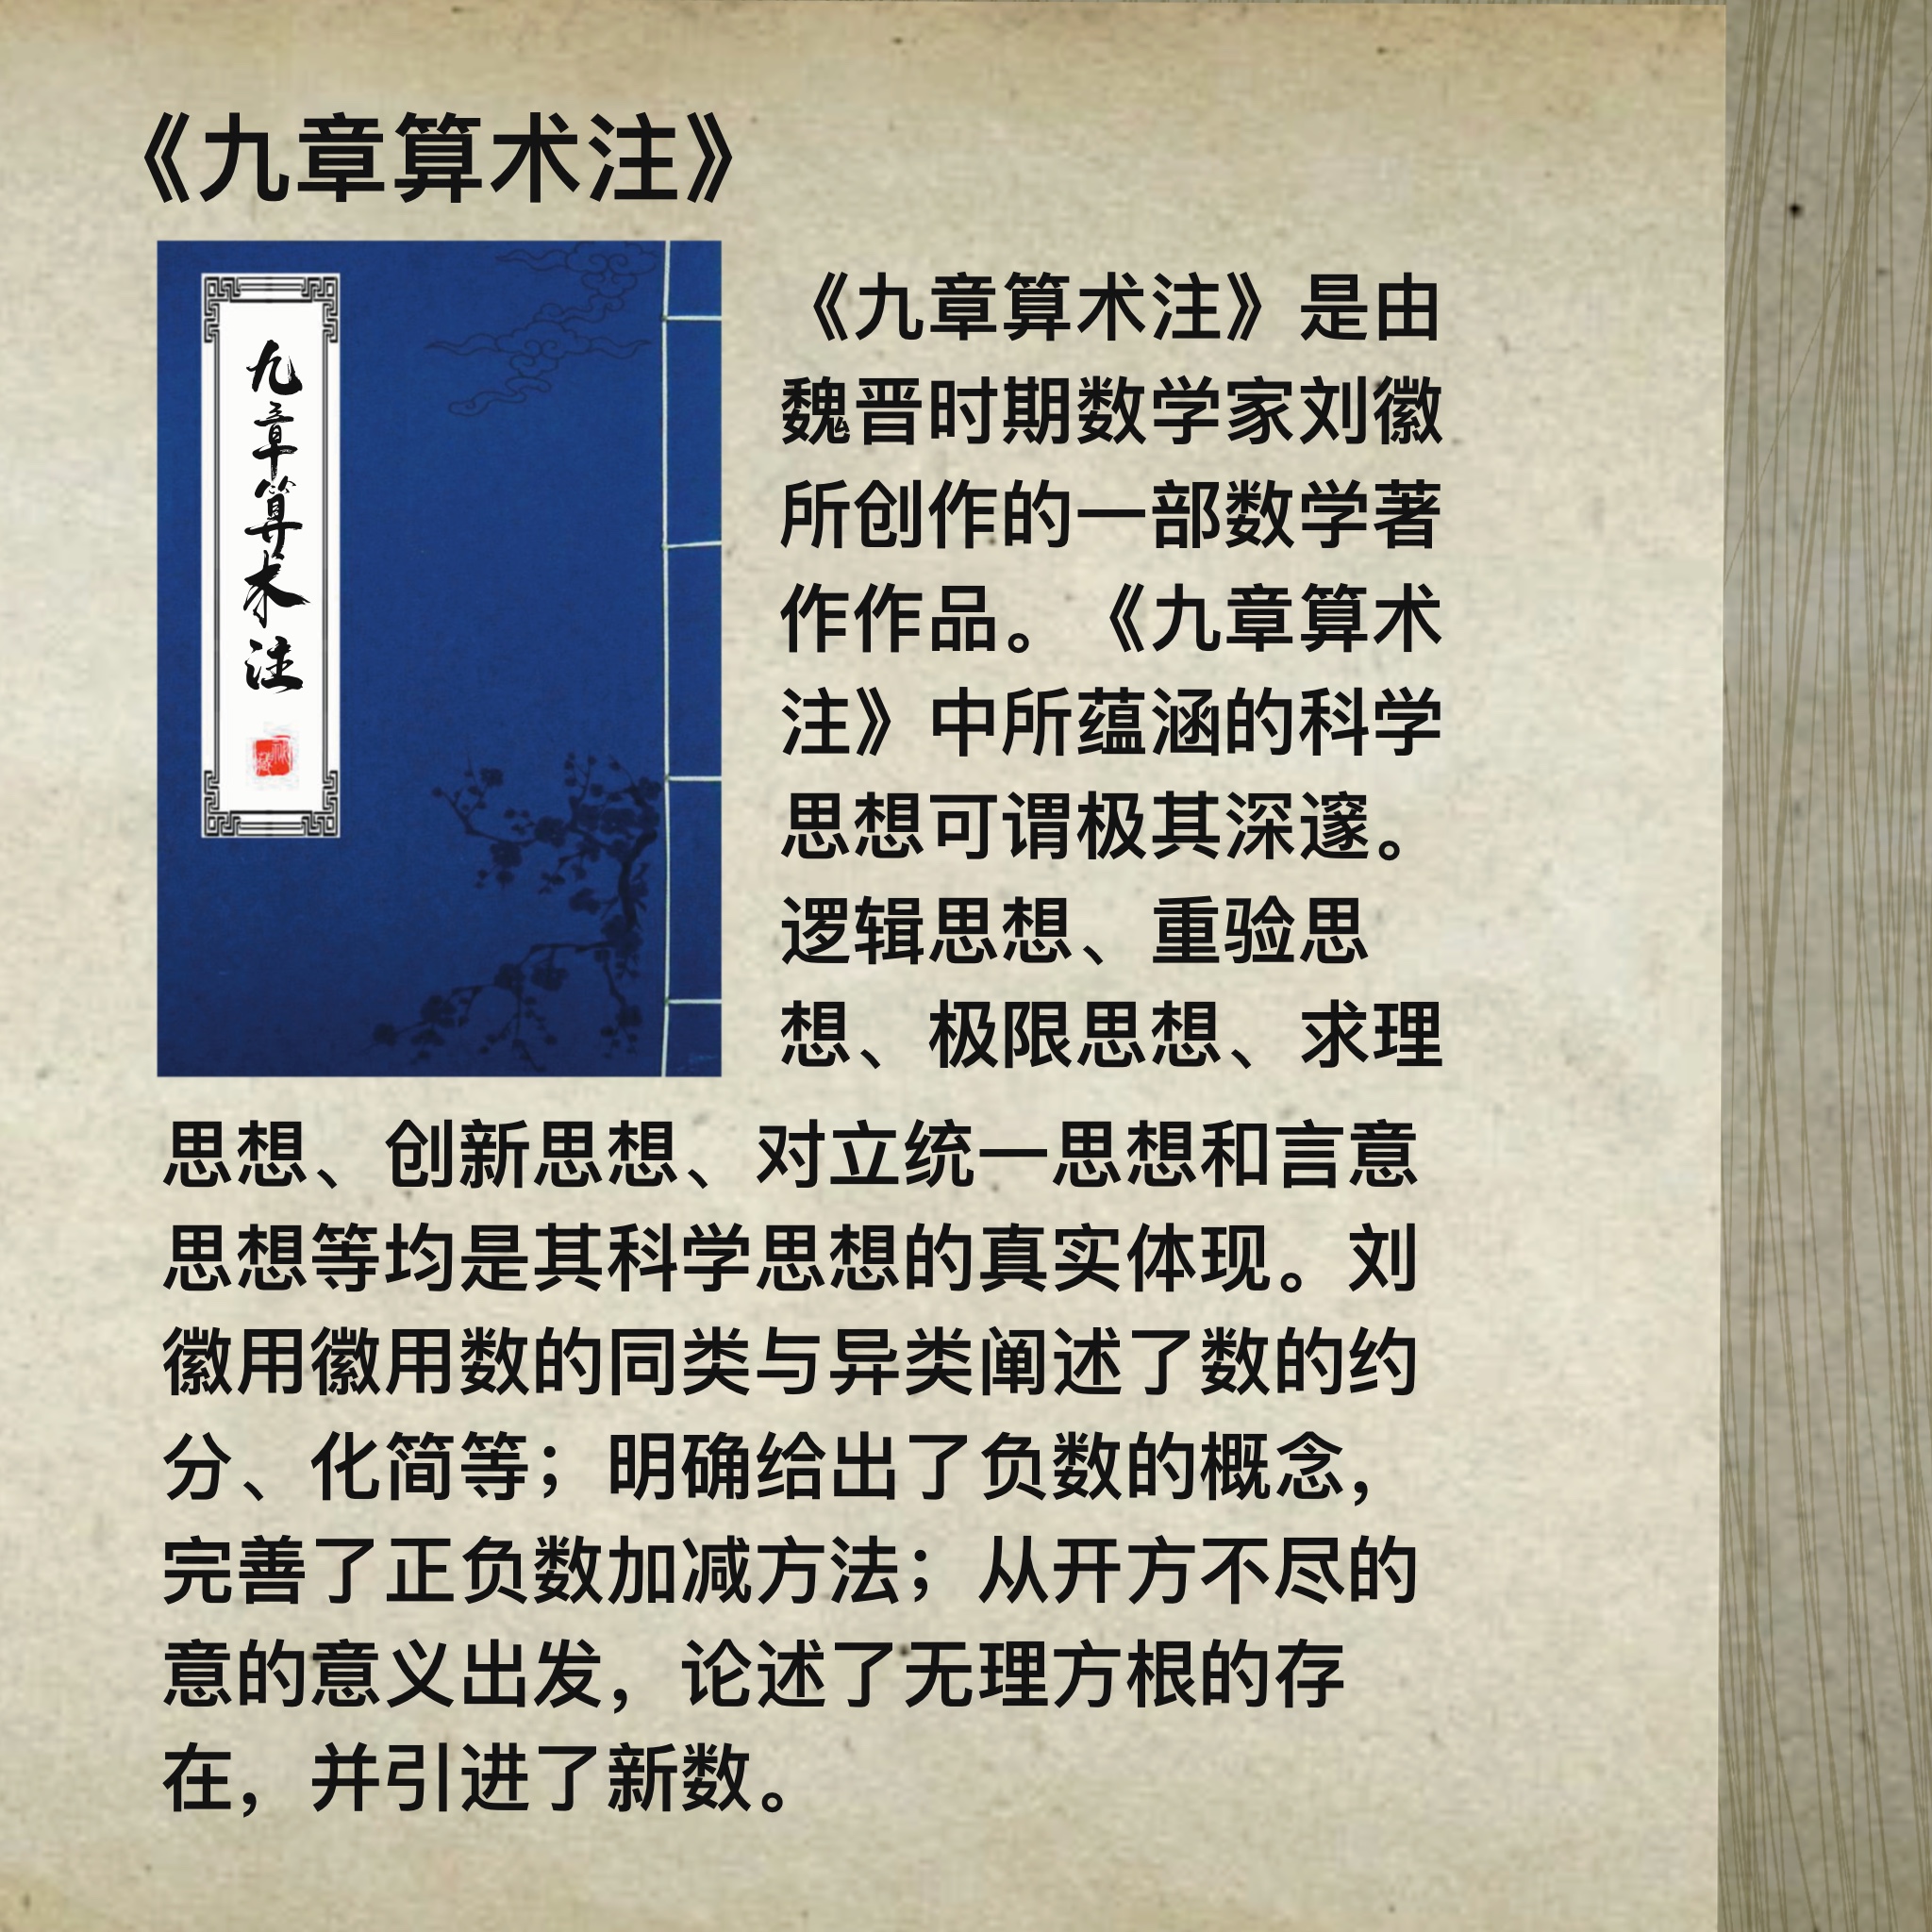 《九章算术注》
九章算术注
《九章算术注》是由
魏晋时期数学家刘徽
所创作的一部数学著
作作品。《九章算术
注》中所蕴涵的科学
思想可谓极其深邃。
逻辑思想、重验思
想、极限思想、求理
思想、创新思想、对立统一思想和言意
思想等均是其科学思想的真实体现。刘
徽用徽用数的同类与异类阐述了数的约
分、化简等；明确给出了负数的概念，
完善了正负数加减方法；从开方不尽的
意的意义出发，论述了无理方根的存
在，并引进了新数。